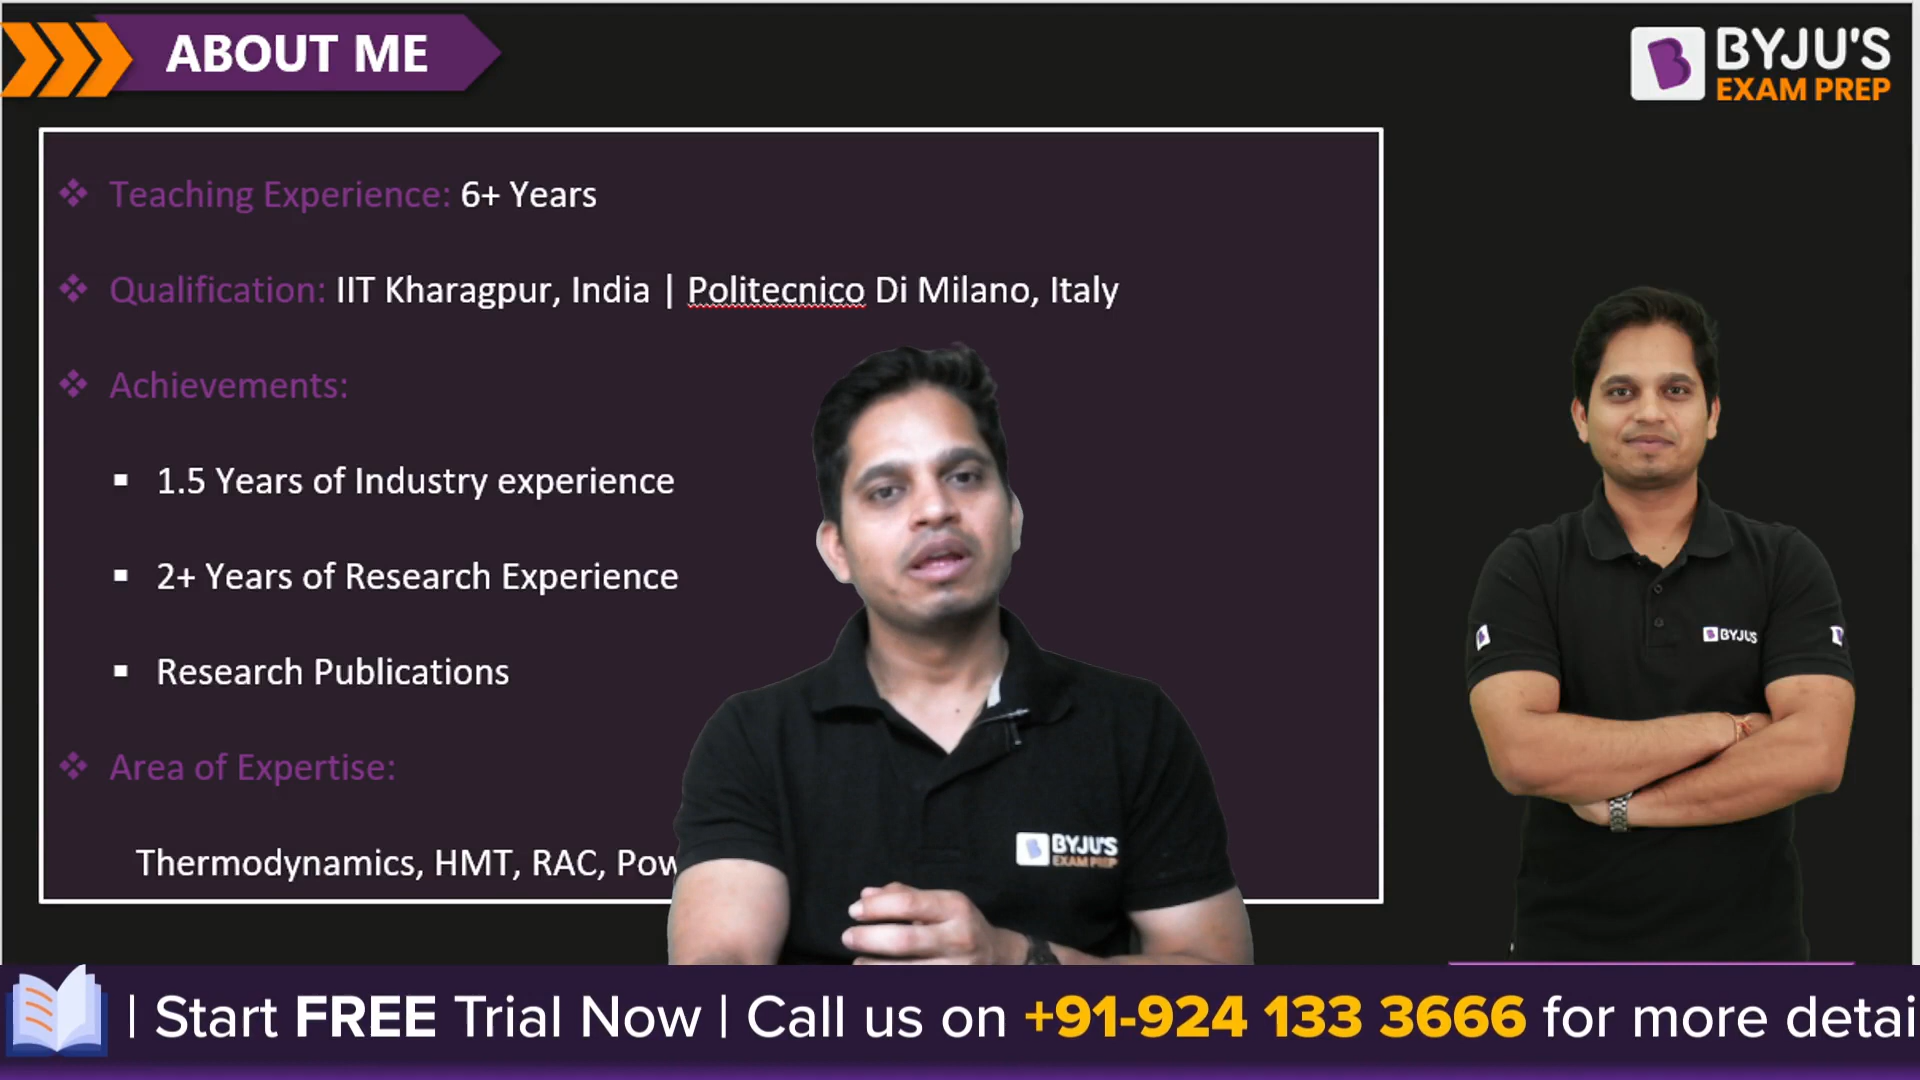 ABOUT ME
BYJU'S
EXAM PREP
Teaching Experience: 6+ Years
Qualification: IIT Kharagpur, India | Politecnico Di Milano, Italy
Achievements:
1.5 Years of Industry experience
2+ Years of Research Experience
Research Publications
Area of Expertise:
Thermodynamics, HMT, RAC, Pow
BYJU'S
EXAM PREP
BYJU'S
| Start FREE Trial Now | Call us on +91-924 133 3666 for more detai